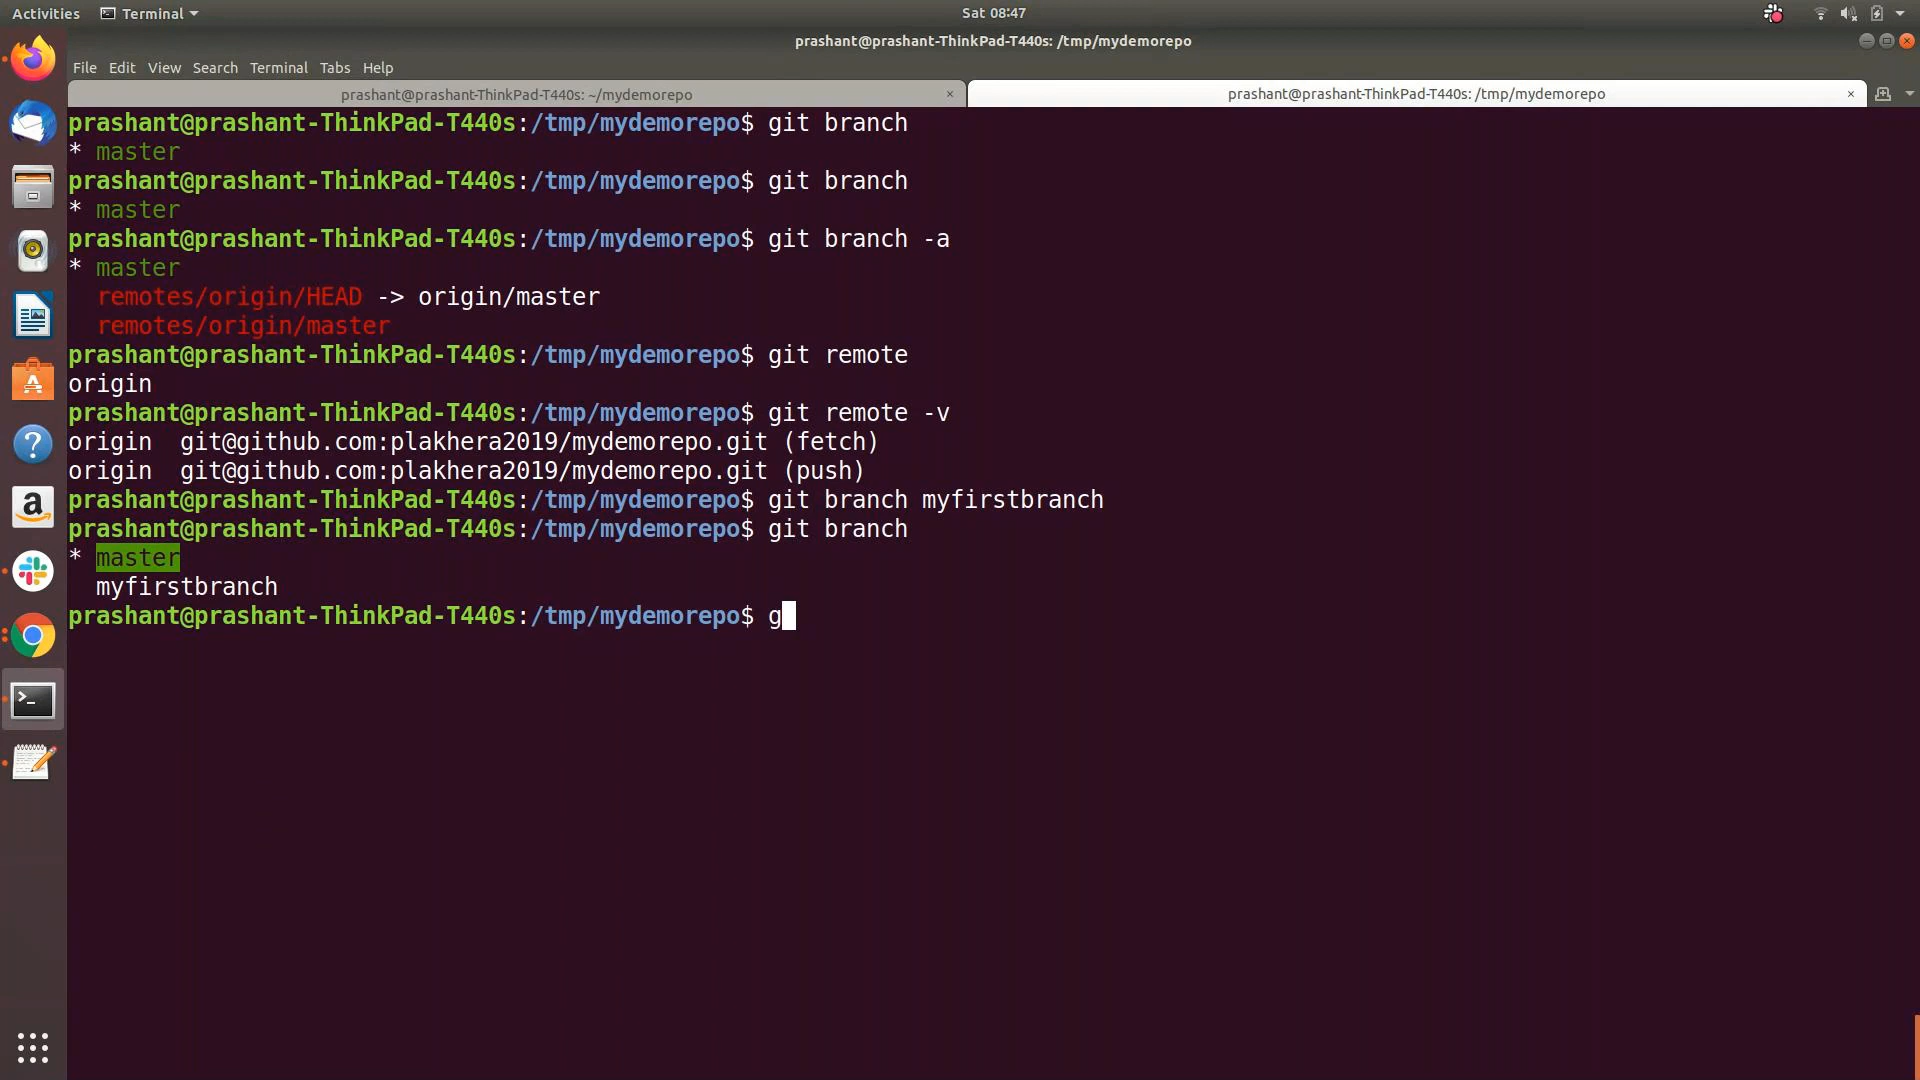 Activities Terminal Sat 08:47
prashant@prashant-ThinkPad-T440s: /tmp/mydemorepo
File Edit View Search Terminal Tabs Help
prashant@prashant-ThinkPad-T440s: ~/mydemorepo × prashant@prashant-ThinkPad-T440s: /tmp/mydemorepo ×
prashant@prashant-ThinkPad-T440s:/tmp/mydemorepo$ git branch
* master
prashant@prashant-ThinkPad-T440s:/tmp/mydemorepo$ git branch
* master
prashant@prashant-ThinkPad-T440s:/tmp/mydemorepo$ git branch -a
* master
remotes/origin/HEAD -> origin/master
remotes/origin/master
prashant@prashant-ThinkPad-T440s:/tmp/mydemorepo$ git remote
origin
prashant@prashant-ThinkPad-T440s:/tmp/mydemorepo$ git remote -v
origin git@github.com:plakhera2019/mydemorepo.git (fetch)
origin git@github.com:plakhera2019/mydemorepo.git (push)
prashant@prashant-ThinkPad-T440s:/tmp/mydemorepo$ git branch myfirstbranch
prashant@prashant-ThinkPad-T440s:/tmp/mydemorepo$ git branch
* master
myfirstbranch
prashant@prashant-ThinkPad-T440s:/tmp/mydemorepo$ g